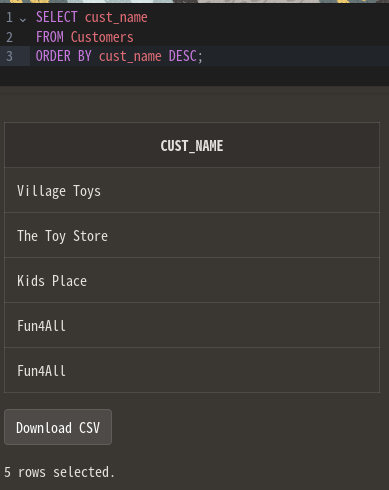 1 SELECT cust_name
2 FROM Customers
3 ORDER BY cust_name DESC;
CUST_NAME
Village Toys
The Toy Store
Kids Place
Fun4All
Fun4All
Download CSV
5 rows selected.